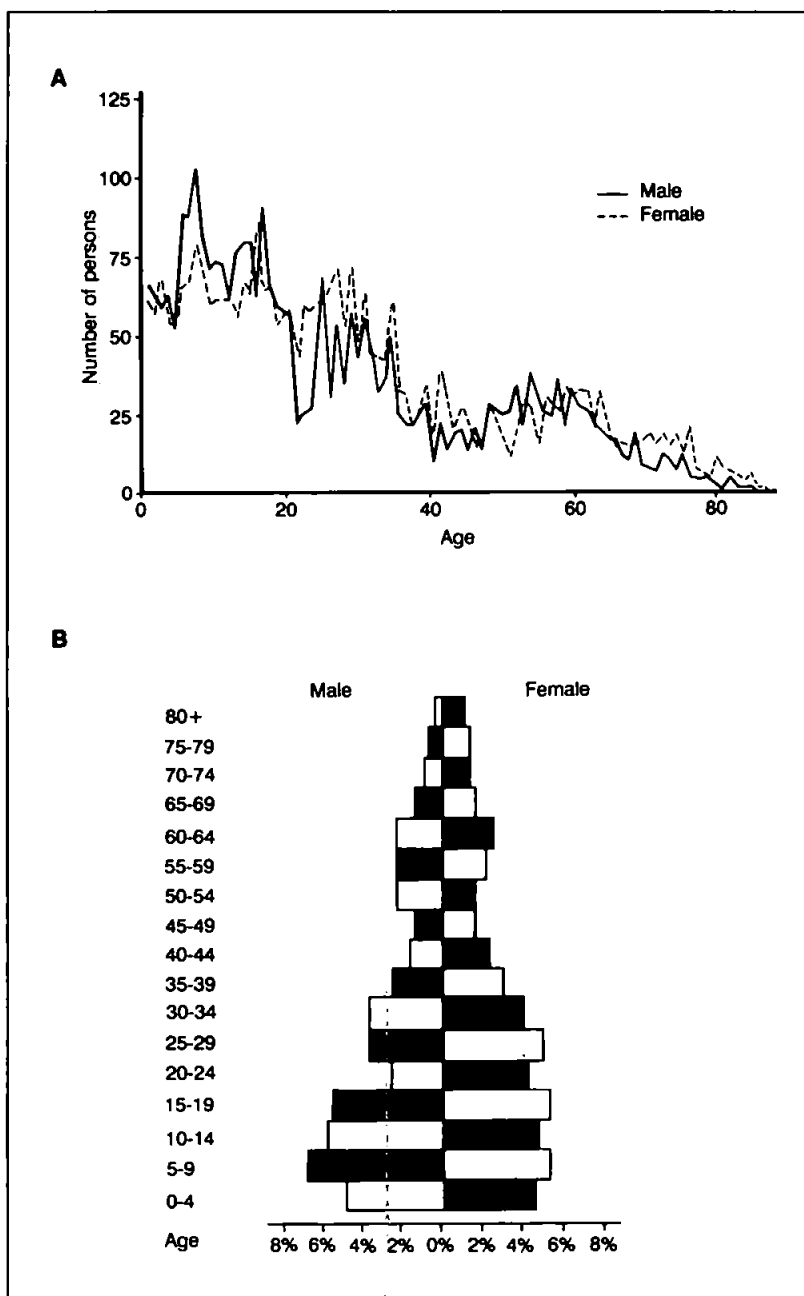 A
125
100
75
50
25
0
Number of persons
Male
Female
0 20 40 60 80
Age
B
Male Female
80+
75-79
70-74
65-69
60-64
55-59
50-54
45-49
40-44
35-39
30-34
25-29
20-24
15-19
10-14
5-9
0-4
Age 8% 6% 4% 2% 0% 2% 4% 6% 8%